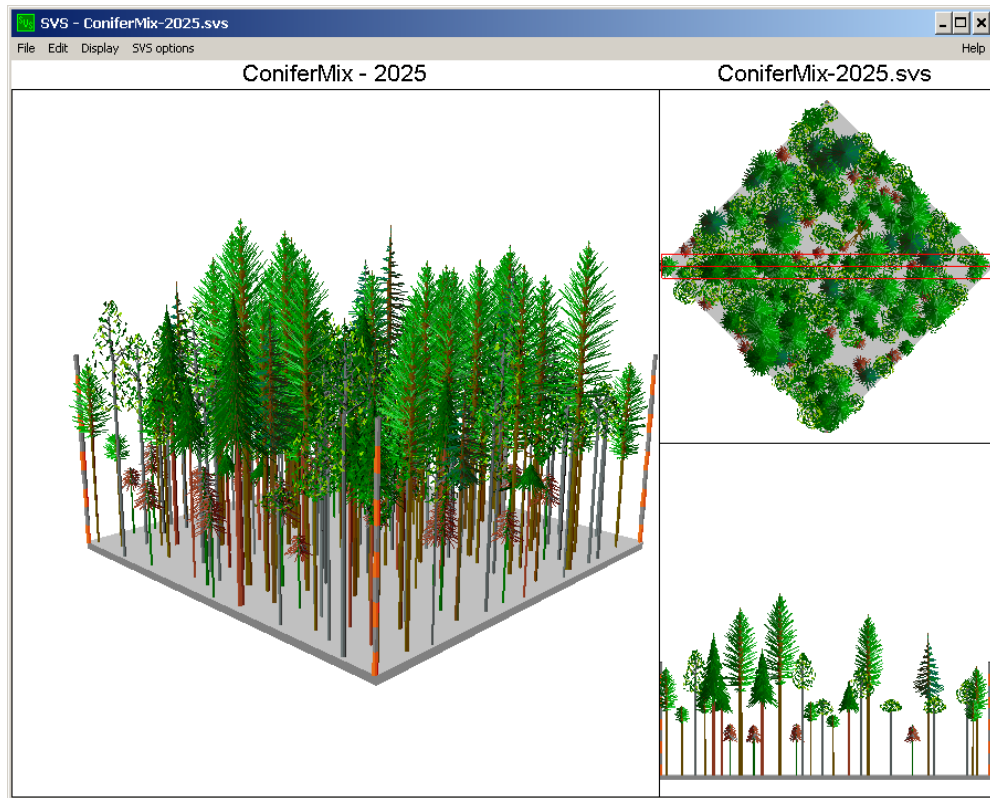 SVS - ConiferMix-2025.svs
File Edit Display SVS options Help
ConiferMix - 2025
ConiferMix-2025.svs